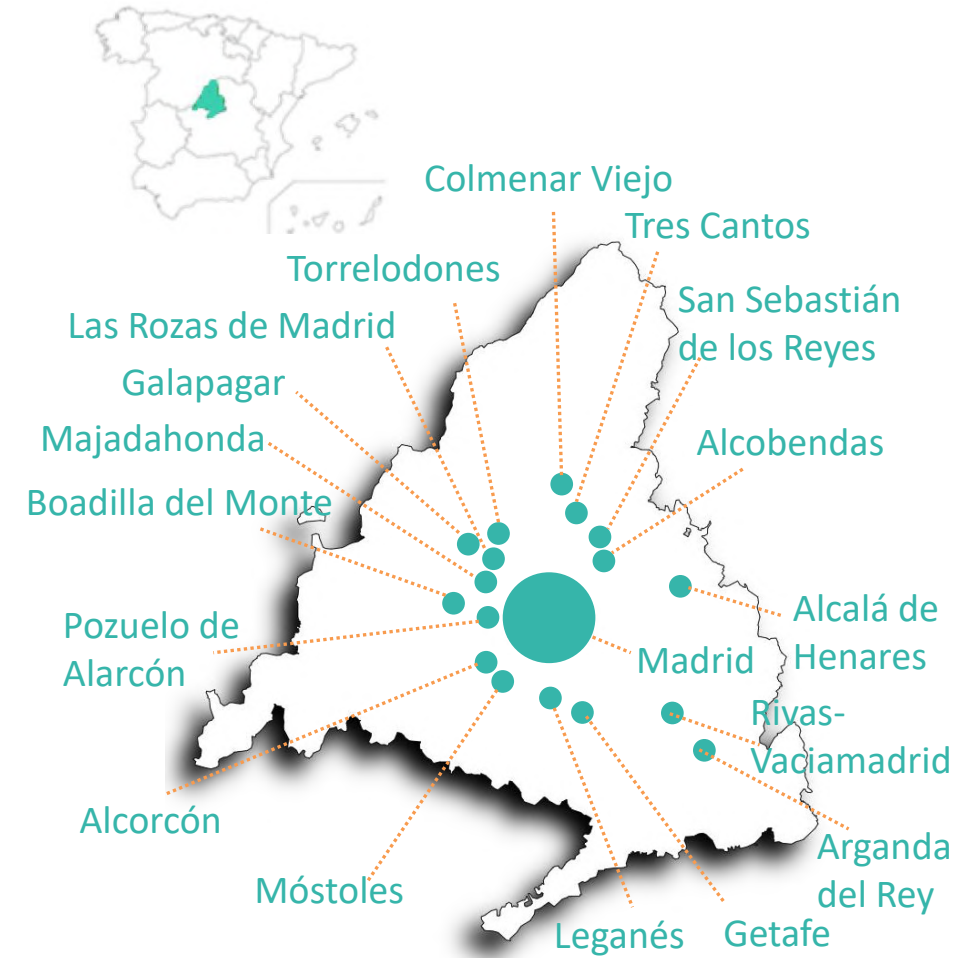 Colmenar Viejo
Tres Cantos
Torrelodones
San Sebastián
de los Reyes
Las Rozas de Madrid
Galapagar
Majadahonda
Alcobendas
Boadilla del Monte
Alcalá de
Henares
Pozuelo de
Alarcón
Madrid
Rivas-
Vaciamadrid
Alcorcón
Arganda
del Rey
Móstoles
Leganés
Getafe